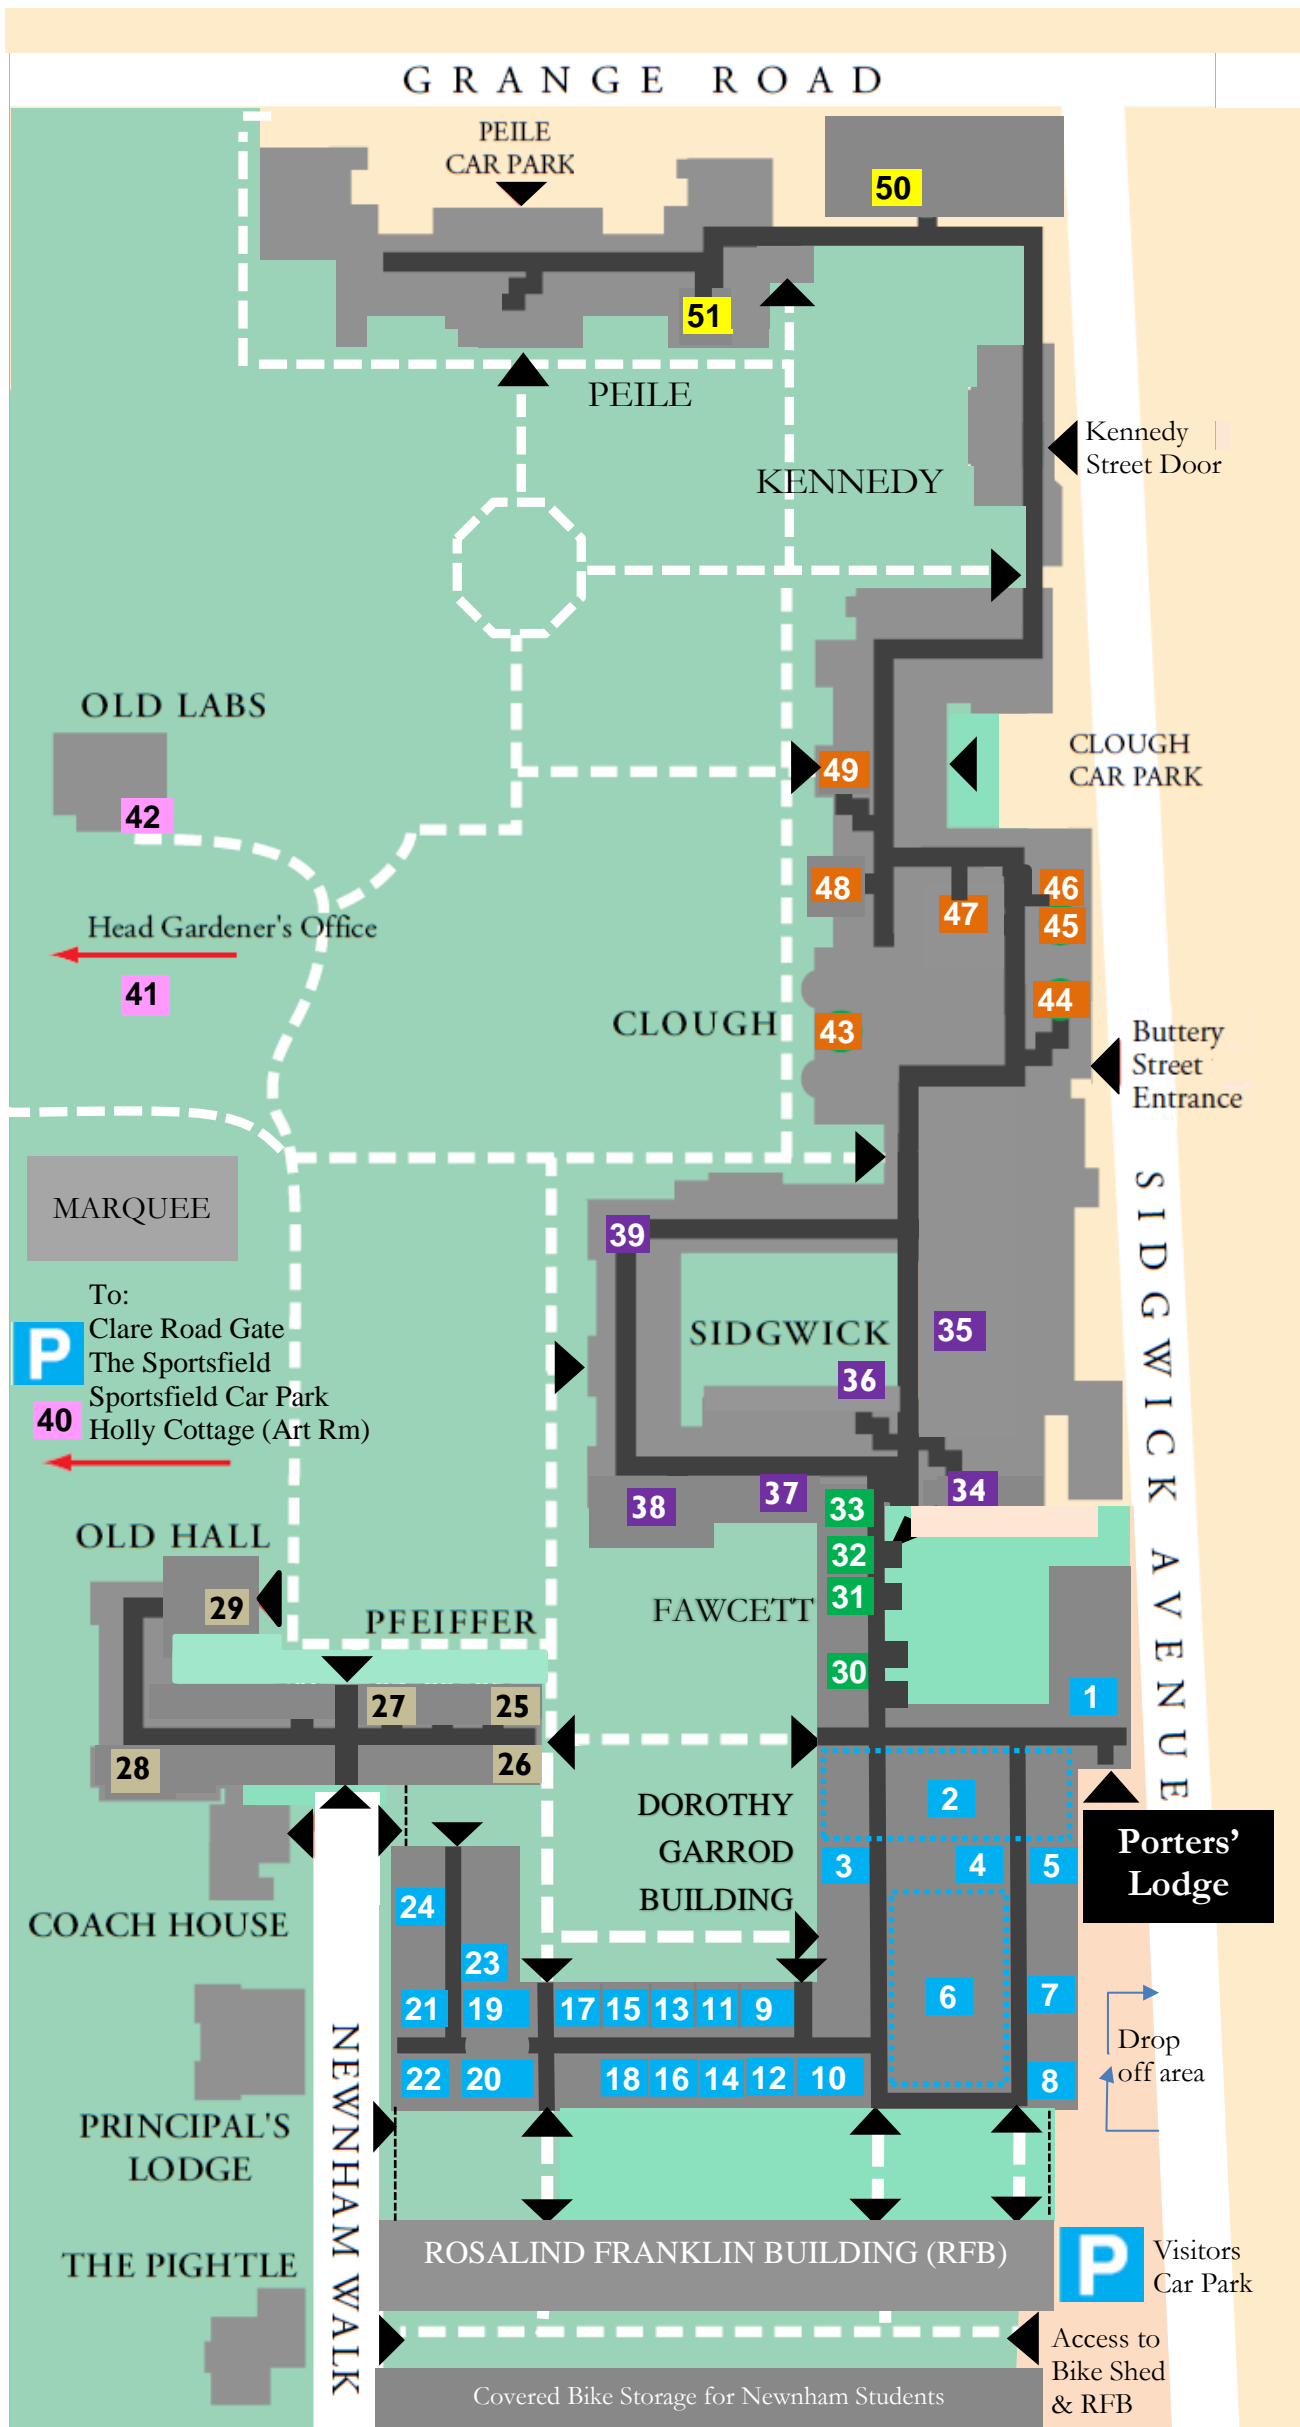 GRANGE ROAD
PEILE
CAR PARK
50
51
PEILE
Kennedy
Street Door
KENNEDY
OLD LABS
42
CLOUGH
CAR PARK
49
48
47
46
45
44
43
Head Gardener's Office
41
CLOUGH
Buttery
Street
Entrance
MARQUEE
SIDGWICK AVENUE
39
To:
P
Clare Road Gate
The Sportsfield
Sportsfield Car Park
40
Holly Cottage (Art Rm)
SIDGWICK
35
36
34
37
38
33
32
31
30
OLD HALL
29
PFEIFFER
FAWCETT
27
25
28
26
1
2
DOROTHY
GARROD
BUILDING
3
4
5
Porters'
Lodge
COACH HOUSE
24
23
6
7
21
19
17
15
13
11
9
22
20
18
16
14
12
10
8
Drop
off area
NEWNHAM WALK
PRINCIPAL'S
LODGE
THE PIGHTLE
ROSALIND FRANKLIN BUILDING (RFB)
P
Visitors
Car Park
Access to
Bike Shed
& RFB
Covered Bike Storage for Newnham Students